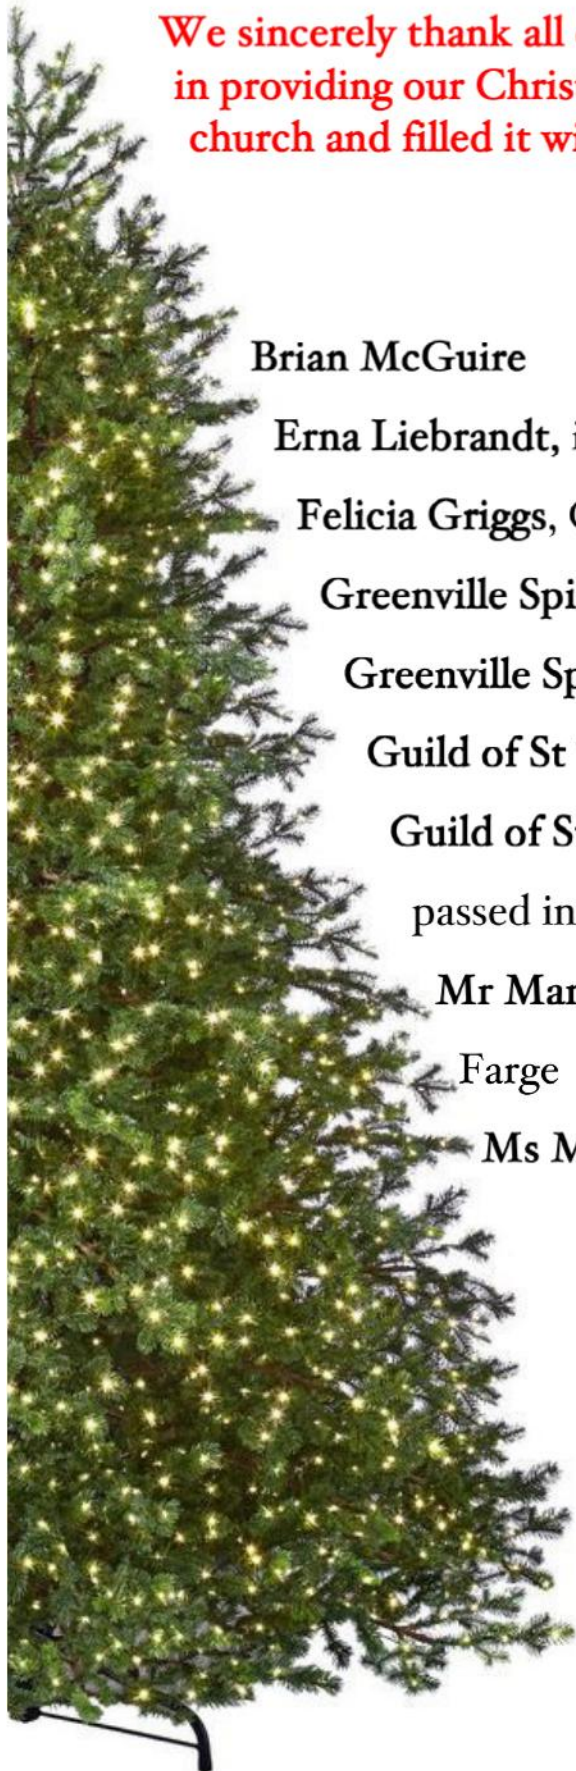 We sincerely thank all
in providing our Christ
church and filled it wi
Brian McGuire
Erna Liebrandt, i
Felicia Griggs,
Greenville Spi
Greenville Sp
Guild of St
Guild of S
passed in
Mr Mar
Farge
Ms M